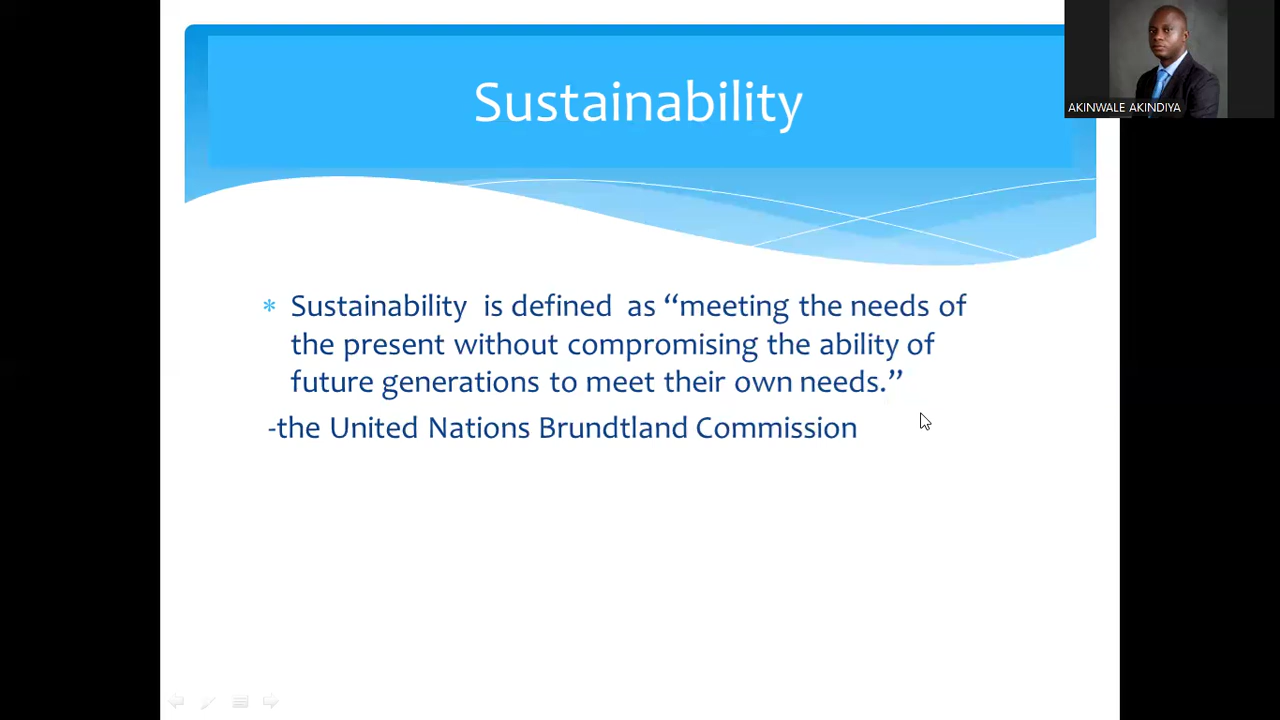 Sustainability
AKINWALE AKINDIYA
* Sustainability is defined as “meeting the needs of
the present without compromising the ability of
future generations to meet their own needs.”
-the United Nations Brundtland Commission